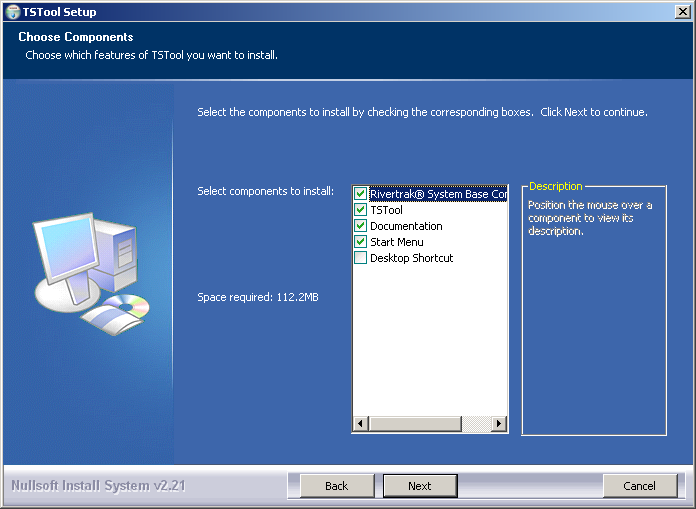 TSTool Setup
Choose Components
Choose which features of TSTool you want to install.
Select the components to install by checking the corresponding boxes. Click Next to continue.
Select components to install:
Rivertrak® System Base Cor
TSTool
Documentation
Start Menu
Desktop Shortcut
Description
Position the mouse over a
component to view its
description.
Space required: 112.2MB
Nullsoft Install System v2.21
Back
Next
Cancel